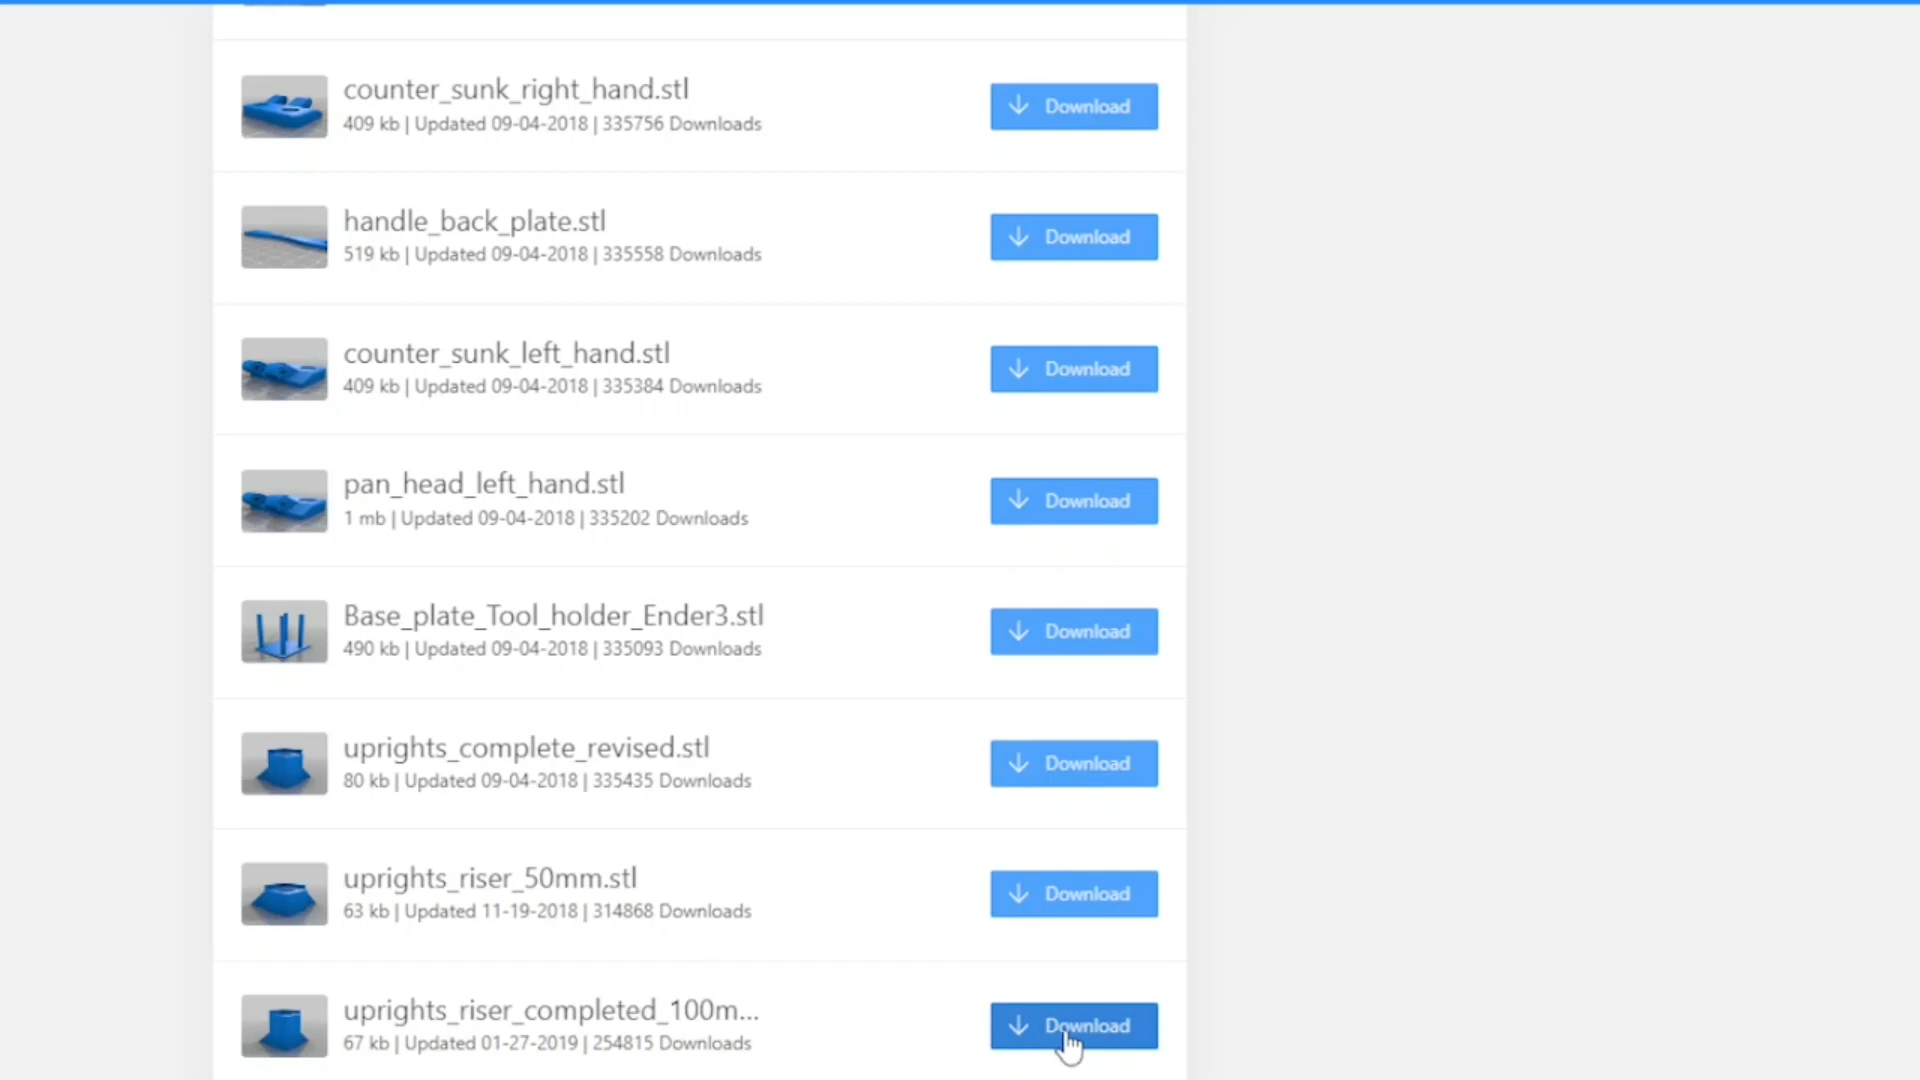 counter_sunk_right_hand.stl
409 kb | Updated 09-04-2018 | 335756 Downloads
Download
handle_back_plate.stl
519 kb | Updated 09-04-2018 | 335558 Downloads
Download
counter_sunk_left_hand.stl
409 kb | Updated 09-04-2018 | 335384 Downloads
Download
pan_head_left_hand.stl
1 mb | Updated 09-04-2018 | 335202 Downloads
Download
Base_plate_Tool_holder_Ender3.stl
490 kb | Updated 09-04-2018 | 335093 Downloads
Download
uprights_complete_revised.stl
80 kb | Updated 09-04-2018 | 335435 Downloads
Download
uprights_riser_50mm.stl
63 kb | Updated 11-19-2018 | 314868 Downloads
Download
uprights_riser_completed_100m...
67 kb | Updated 01-27-2019 | 254815 Downloads
Download